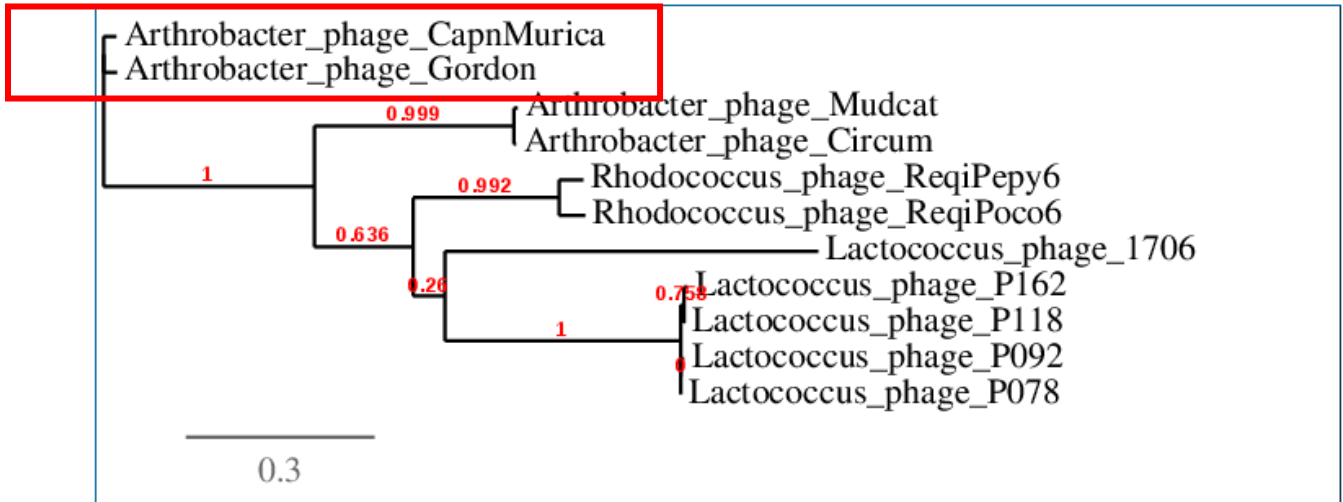 Arthrobacter_phage_CapnMurica
Arthrobacter_phage_Gordon
Arthrobacter_phage_Mudcat
0.999
Arthrobacter_phage_Circum
1
Rhodococcus_phage_ReqiPepy6
0.992
Rhodococcus_phage_ReqiPoco6
0.636
Lactococcus_phage_1706
0.26
Lactococcus_phage_P162
0.758
Lactococcus_phage_P118
1
Lactococcus_phage_P092
0
Lactococcus_phage_P078
0.3